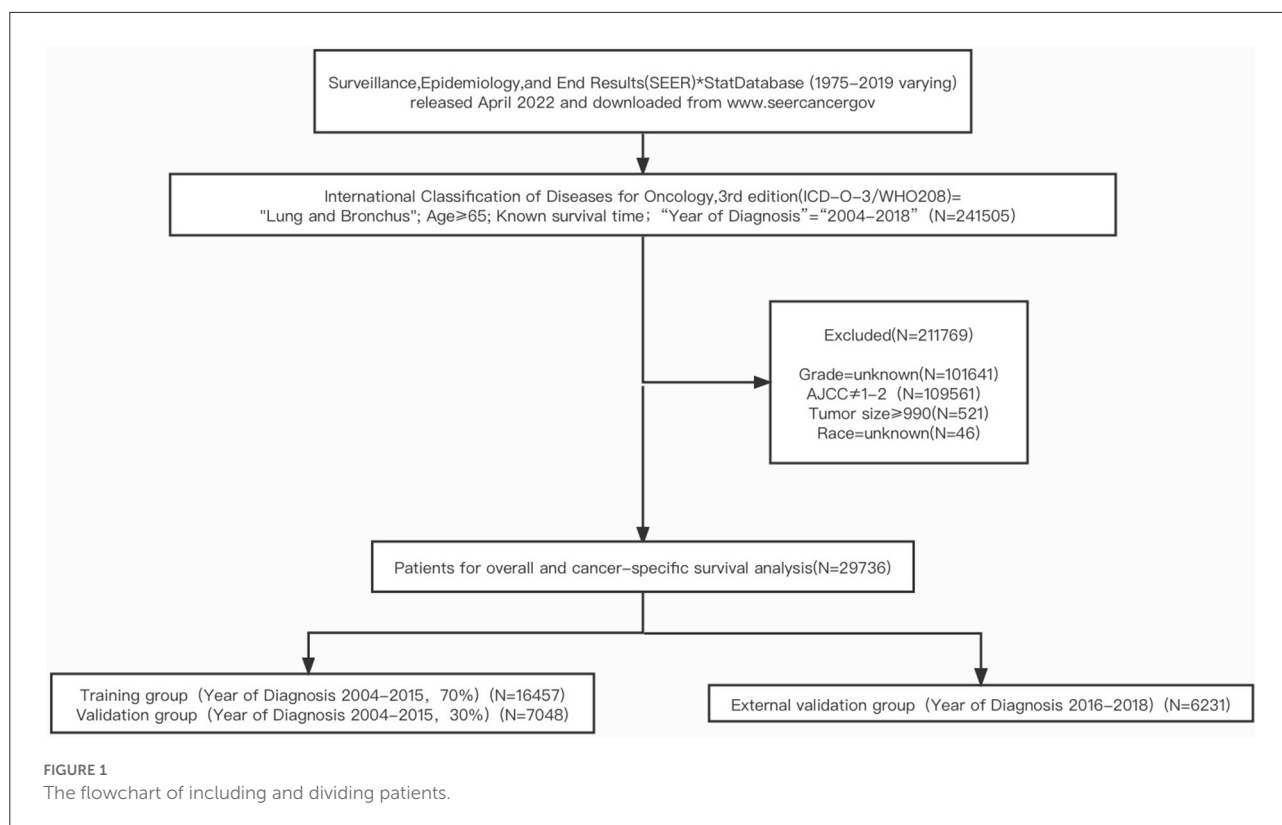 Surveillance,Epidemiology,and End Results(SEER)*StatDatabase (1975–2019 varying)
released April 2022 and downloaded from www.seercancergov
International Classification of Diseases for Oncology,3rd edition(ICD–O–3/WHO208)=
"Lung and Bronchus"; Age≥65; Known survival time; “Year of Diagnosis”=“2004–2018” (N=241505)
Excluded(N=211769)
Grade=unknown(N=101641)
AJCC≠1–2 (N=109561)
Tumor size≥990(N=521)
Race=unknown(N=46)
Patients for overall and cancer–specific survival analysis(N=29736)
Training group (Year of Diagnosis 2004–2015, 70%) (N=16457)
Validation group (Year of Diagnosis 2004–2015, 30%) (N=7048)
External validation group (Year of Diagnosis 2016–2018) (N=6231)
FIGURE 1
The flowchart of including and dividing patients.